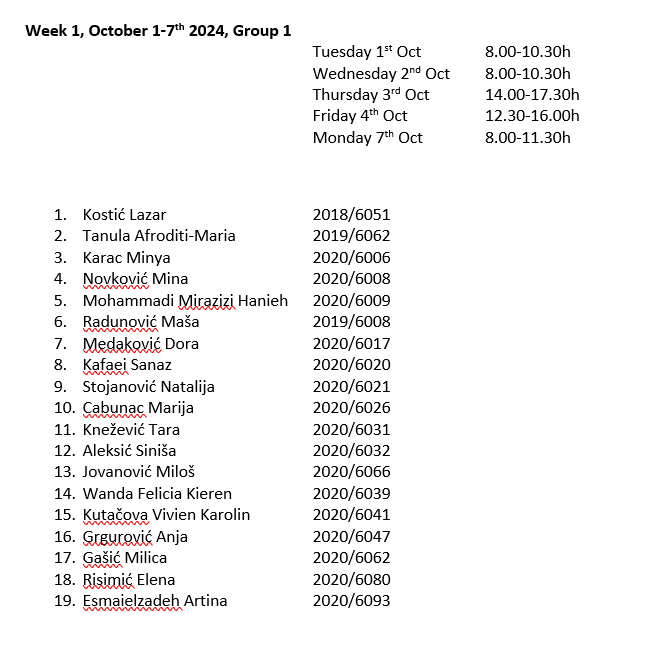 Week 1, October 1-7th 2024, Group 1
Tuesday 1st Oct 8.00-10.30h
Wednesday 2nd Oct 8.00-10.30h
Thursday 3rd Oct 14.00-17.30h
Friday 4th Oct 12.30-16.00h
Monday 7th Oct 8.00-11.30h
1. Kostić Lazar 2018/6051
2. Tanula Afroditi-Maria 2019/6062
3. Karac Minya 2020/6006
4. Novković Mina 2020/6008
5. Mohammadi Mirazizi Hanieh 2020/6009
6. Radunović Maša 2019/6008
7. Medaković Dora 2020/6017
8. Kafaei Sanaz 2020/6020
9. Stojanović Natalija 2020/6021
10. Cabunac Marija 2020/6026
11. Knežević Tara 2020/6031
12. Aleksić Siniša 2020/6032
13. Jovanović Miloš 2020/6066
14. Wanda Felicia Kieren 2020/6039
15. Kutačova Vivien Karolin 2020/6041
16. Grgurović Anja 2020/6047
17. Gašić Milica 2020/6062
18. Risimić Elena 2020/6080
19. Esmaielzadeh Artina 2020/6093